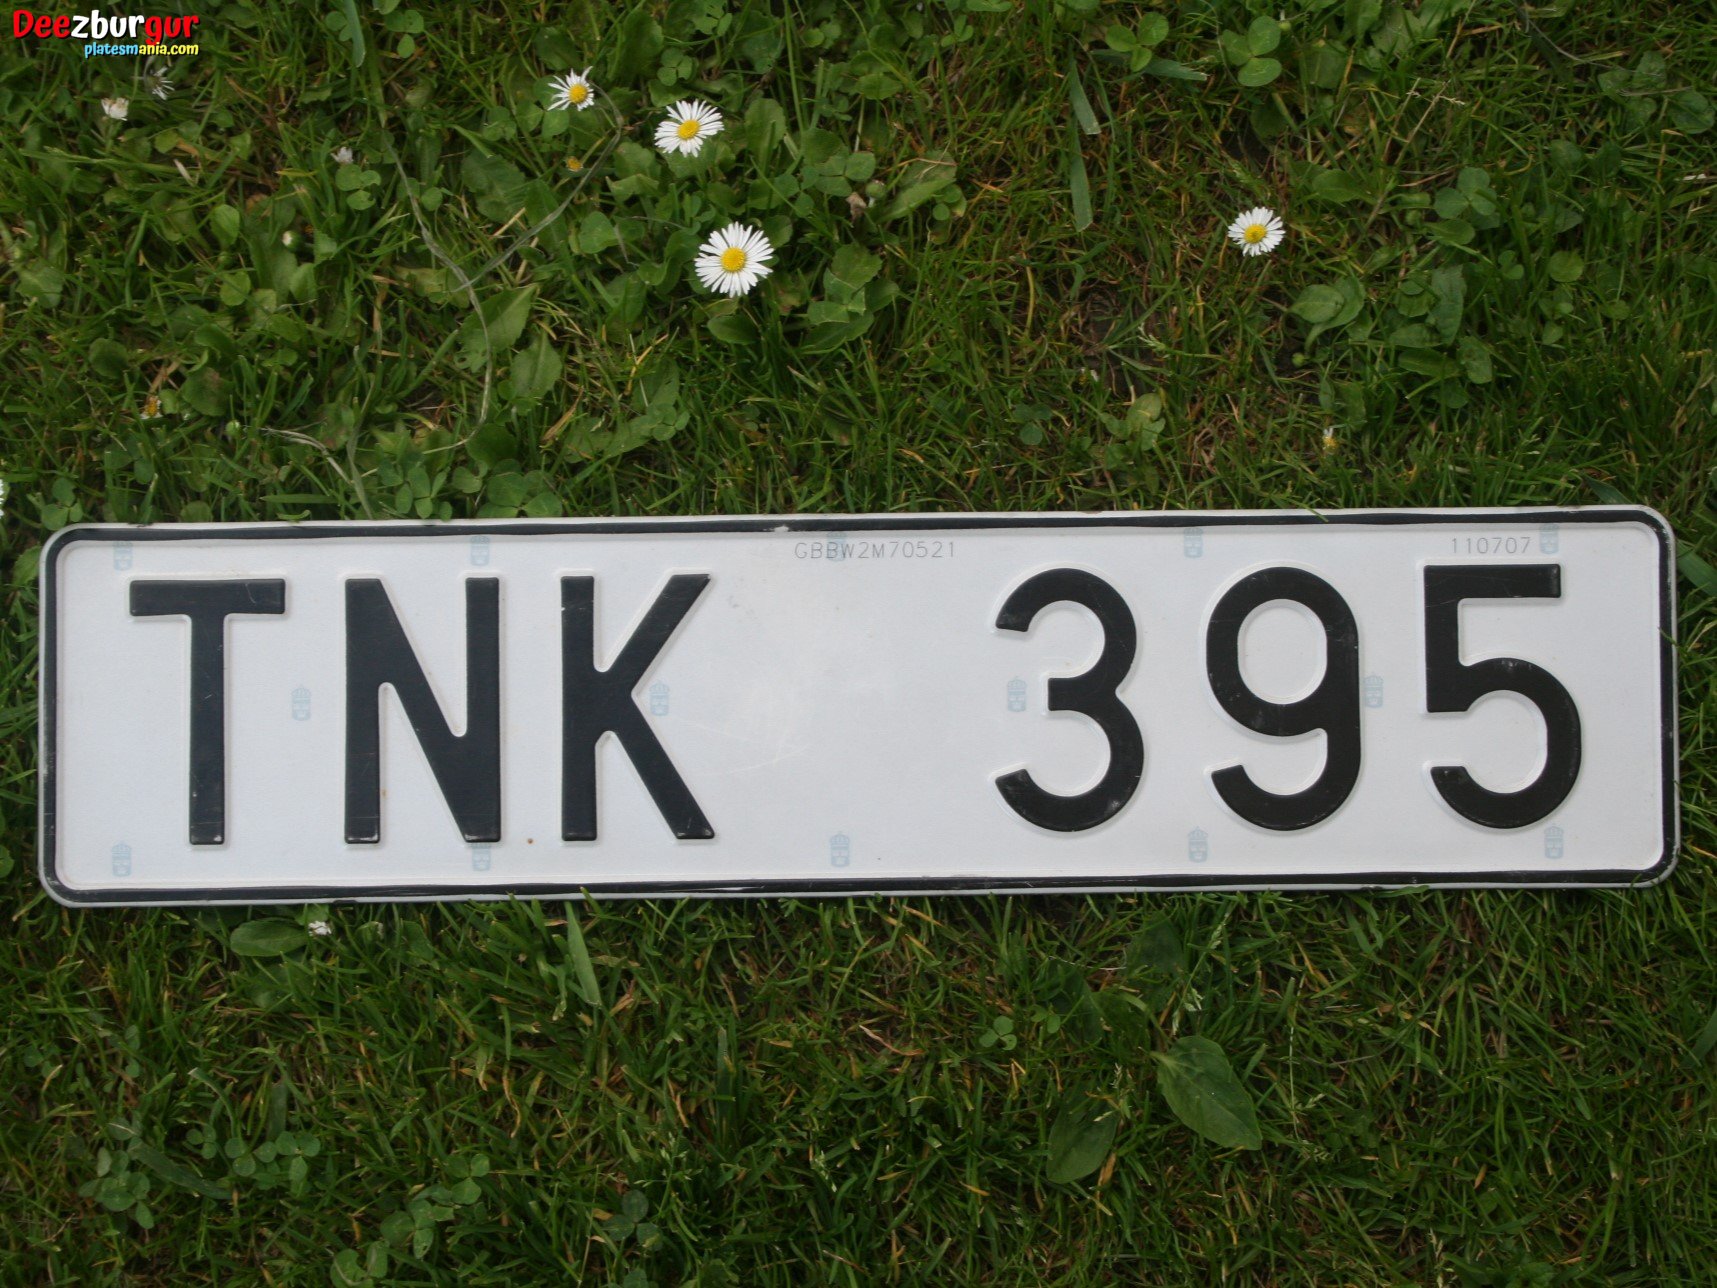 Deezburgur
platesmania.com
GBBW2M70521 110707
TNK 395